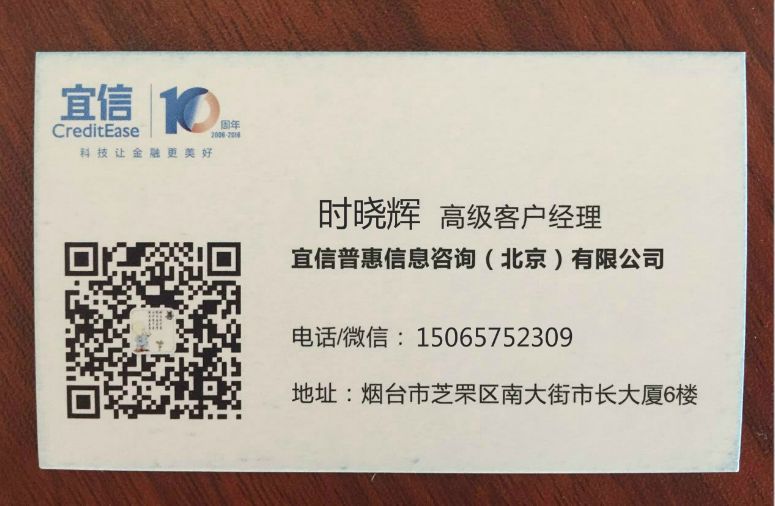 宜信
CreditEase
10
周年
2006-2016
科技让金融更美好
时晓辉 高级客户经理
宜信普惠信息咨询（北京）有限公司
电话/微信：15065752309
地址：烟台市芝罘区南大街市长大厦6楼